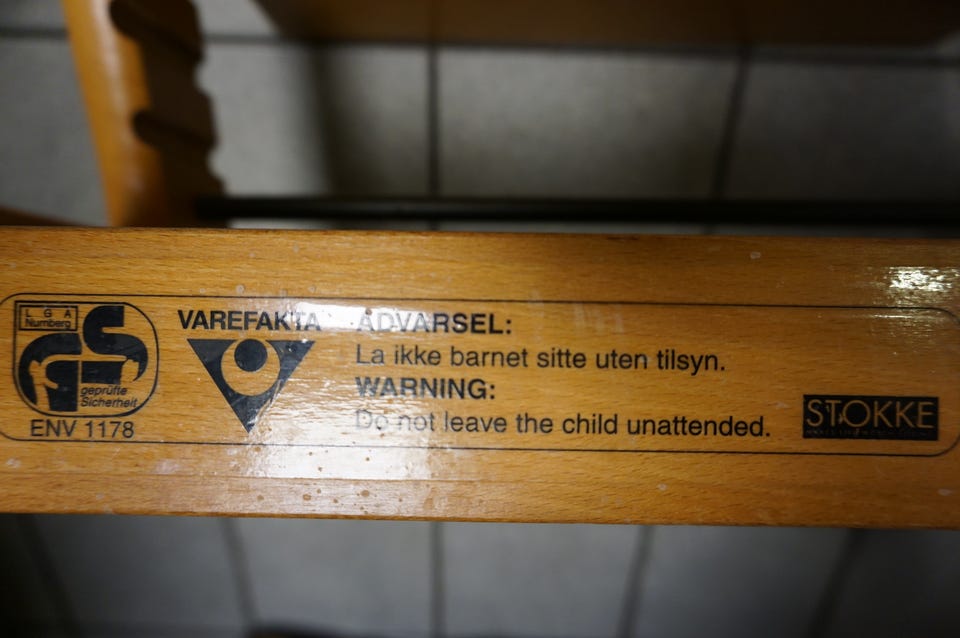 LGA
Nürnberg
GS
geprüfte
Sicherheit
ENV 1178
VAREFAKTA
ADVARSEL:
La ikke barnet sitte uten tilsyn.
WARNING:
Do not leave the child unattended.
STOKKE